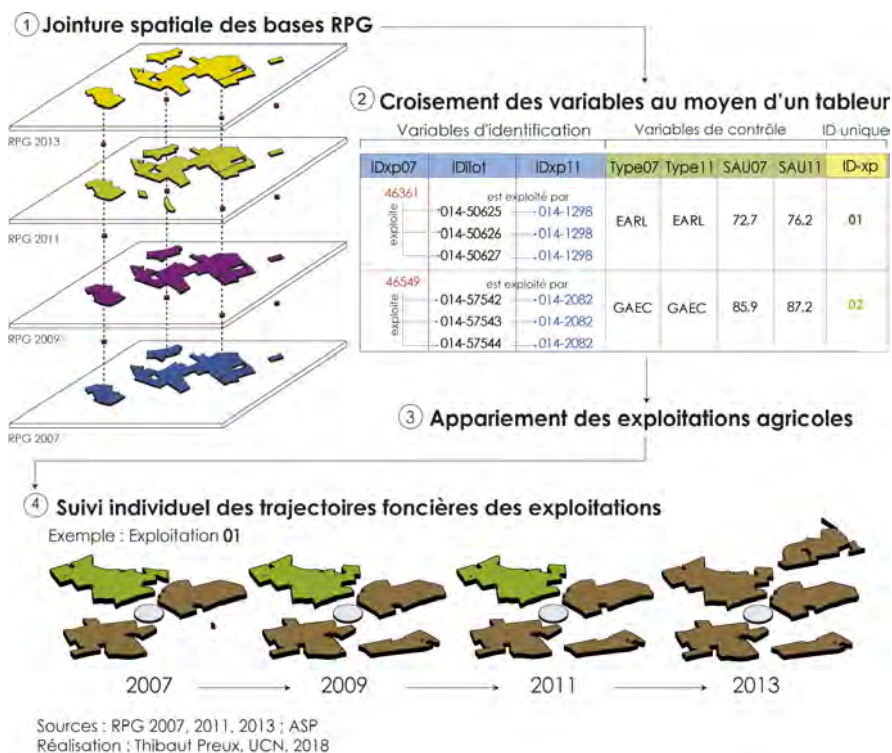 1 Jointure spatiale des bases RPG
RPG 2013
RPG 2011
RPG 2009
RPG 2007
2 Croisement des variables au moyen d'un tableur
Variables d'identification Variables de contrôle ID unique
IDxp07 IDilot IDxp11 Type07 Type11 SAU07 SAU11 ID-xp
46361 est exploité par
exploite
014-50625 014-1298
014-50626 014-1298
014-50627 014-1298
EARL EARL 72,7 76,2 01
46549 est exploité par
exploite
014-57542 014-2082
014-57543 014-2082
014-57544 014-2082
GAEC GAEC 85,9 87,2 02
3 Appariement des exploitations agricoles
4 Suivi individuel des trajectoires foncières des exploitations
Exemple : Exploitation 01
2007 2009 2011 2013
Sources : RPG 2007, 2011, 2013 ; ASP
Réalisation : Thibaut Preux, UCN, 2018